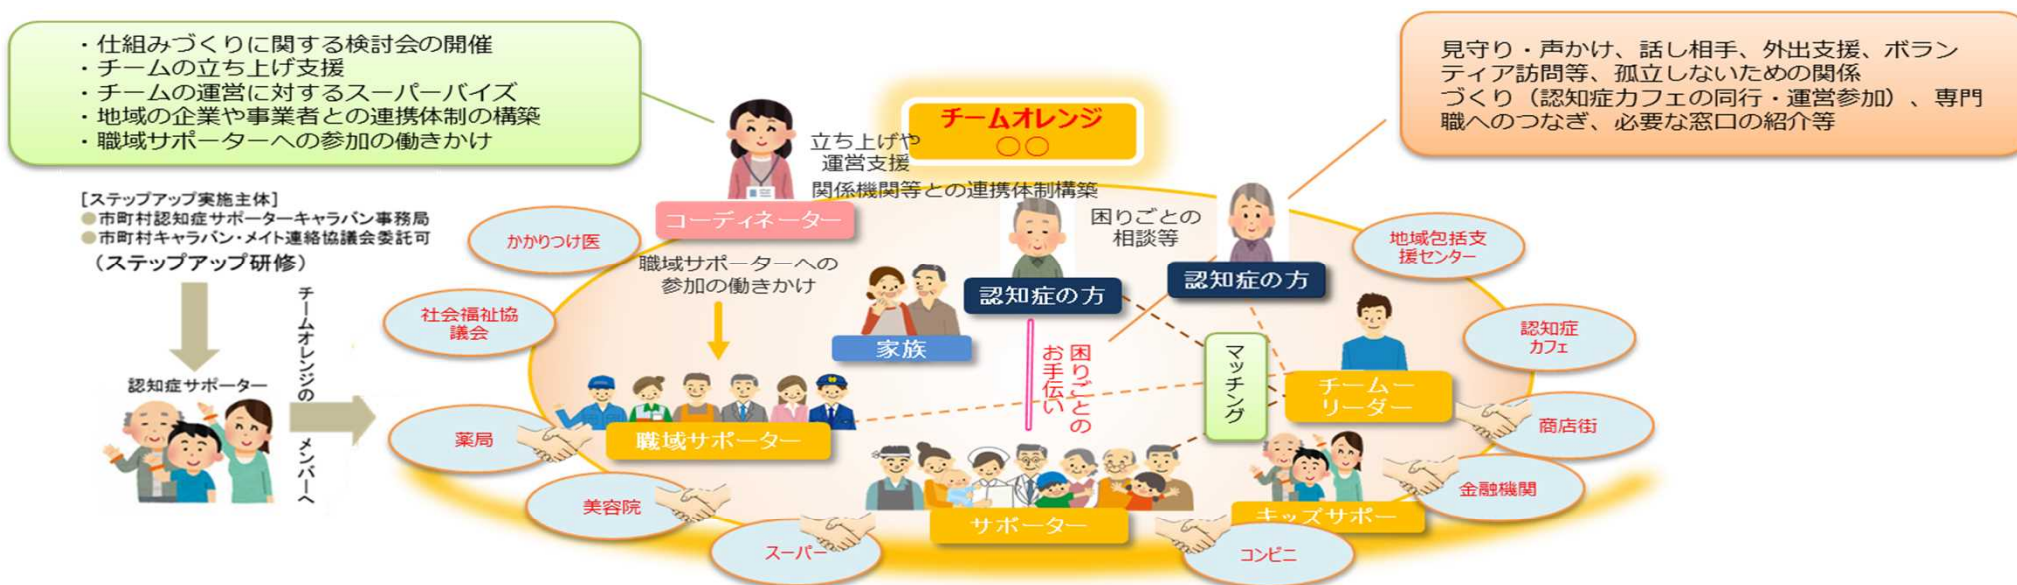 ・仕組みづくりに関する検討会の開催
・チームの立ち上げ支援
・チームの運営に対するスーパーバイズ
・地域の企業や事業者との連携体制の構築
・職域サポーターへの参加の働きかけ
チームオレンジ
〇〇
見守り・声かけ、話し相手、外出支援、ボラン
ティア訪問等、孤立しないための関係
づくり（認知症カフェの同行・運営参加）、専門
職へのつなぎ、必要な窓口の紹介等
立ち上げや
運営支援
関係機関等との連携体制構築
コーディネーター
[ステップアップ実施主体]
●市町村認知症サポーターキャラバン事務局
●市町村キャラバン・メイト連絡協議会委託可
（ステップアップ研修）
認知症サポーター
チームオレンジの
メンバーへ
職域サポーターへの
参加の働きかけ
困りごとの
相談等
認知症の方
認知症の方
家族
困りごとの
お手伝い
マッチング
チームー
リーダー
職域サポーター
サポーター
キッズサポー
かかりつけ医
社会福祉協
議会
薬局
美容院
スーパー
コンビニ
金融機関
商店街
認知症
カフェ
地域包括支
援センター